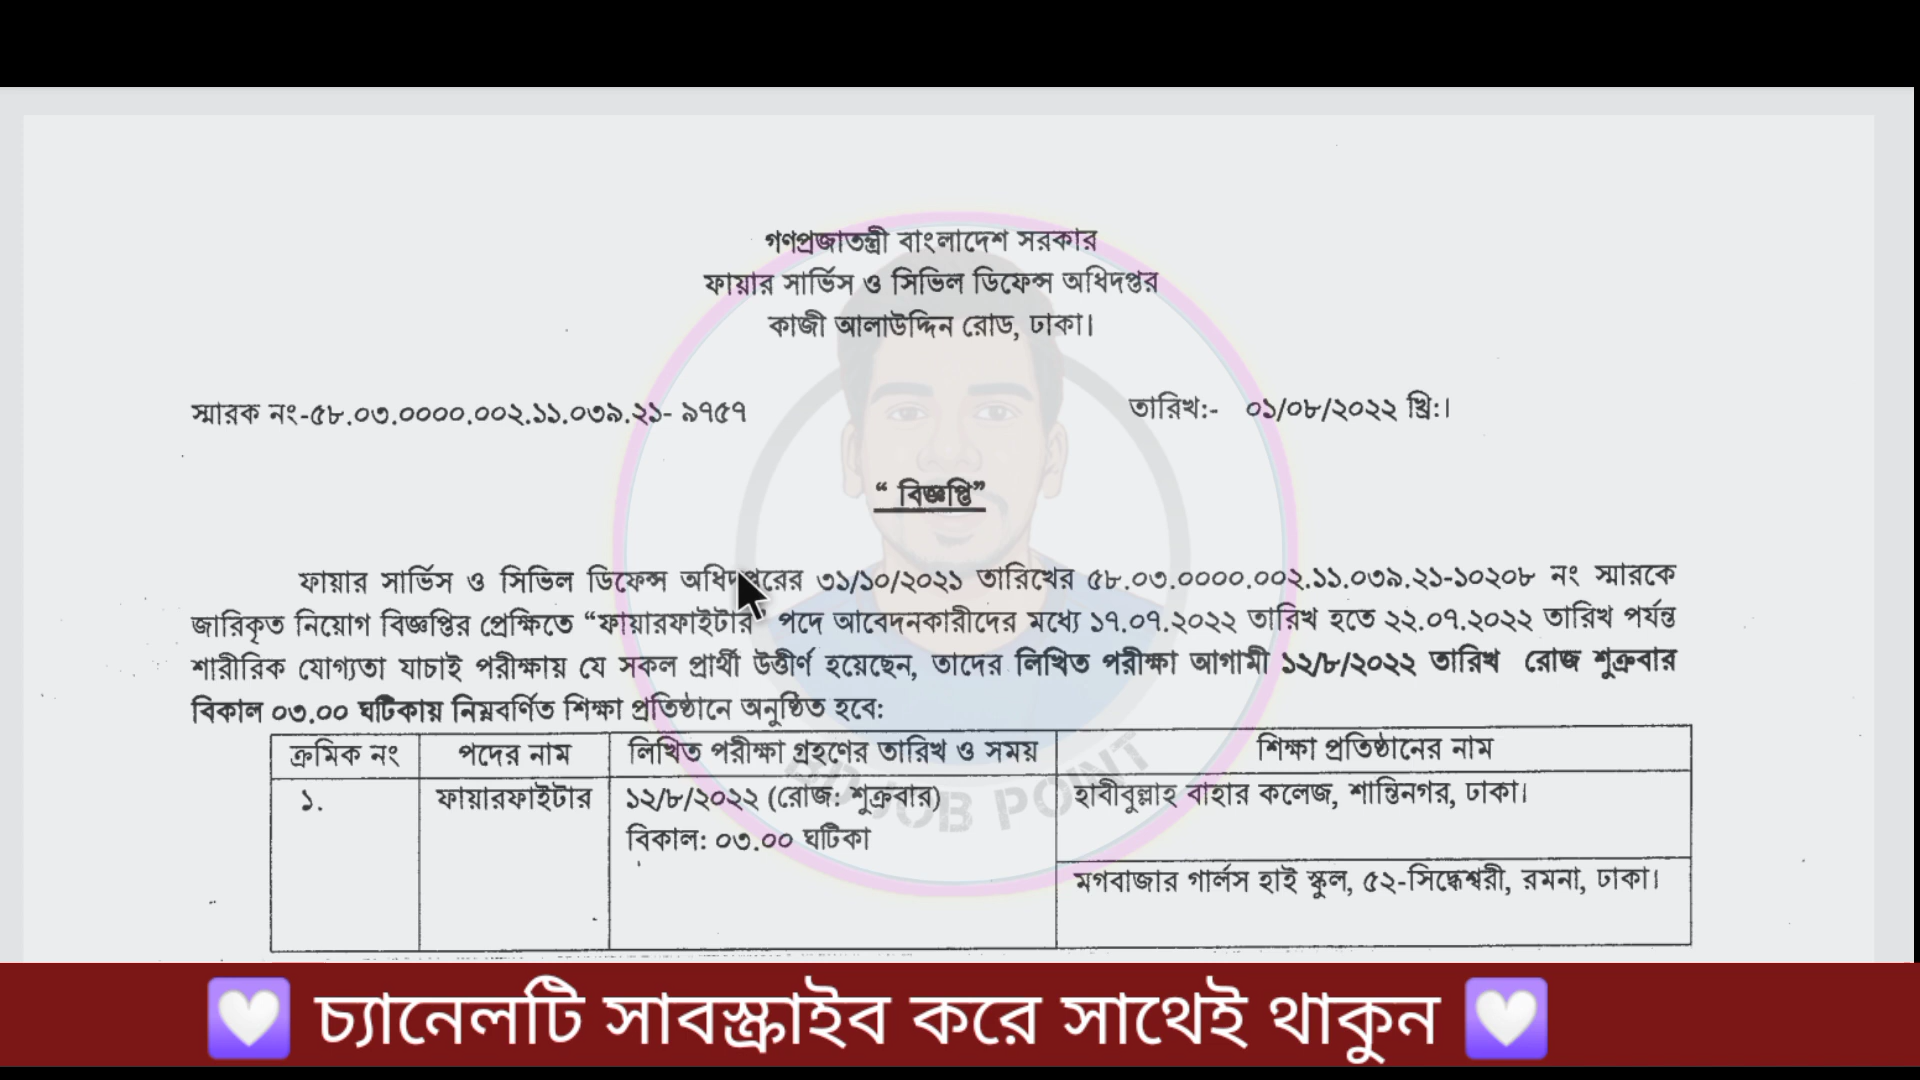 গণপ্রজাতন্ত্রী বাংলাদেশ সরকার
ফায়ার সার্ভিস ও সিভিল ডিফেন্স অধিদপ্তর
কাজী আলাউদ্দিন রোড, ঢাকা।
স্মারক নং-৫৮.০৩.০০০০.০০২.১১.০৩৯.২১- ৯৭৫৭
তারিখ:- ০১/০৮/২০২২ খ্রি:।
“ বিজ্ঞপ্তি”
ফায়ার সার্ভিস ও সিভিল ডিফেন্স অধিদপ্তরের ৩১/১০/২০২১ তারিখের ৫৮.০৩.০০০০.০০২.১১.০৩৯.২১-১০২০৮ নং স্মারকে
জারিকৃত নিয়োগ বিজ্ঞপ্তির প্রেক্ষিতে “ফায়ারফাইটার” পদে আবেদনকারীদের মধ্যে ১৭.০৭.২০২২ তারিখ হতে ২২.০৭.২০২২ তারিখ পর্যন্ত
শারীরিক যোগ্যতা যাচাই পরীক্ষায় যে সকল প্রার্থী উত্তীর্ণ হয়েছেন, তাদের লিখিত পরীক্ষা আগামী ১২/৮/২০২২ তারিখ রোজ শুক্রবার
বিকাল ০৩.০০ ঘটিকায় নিম্নবর্ণিত শিক্ষা প্রতিষ্ঠানে অনুষ্ঠিত হবে:
ক্রমিক নং পদের নাম লিখিত পরীক্ষা গ্রহণের তারিখ ও সময় শিক্ষা প্রতিষ্ঠানের নাম
১. ফায়ারফাইটার ১২/৮/২০২২ (রোজ: শুক্রবার) হাবীবুল্লাহ বাহার কলেজ, শান্তিনগর, ঢাকা।
বিকাল: ০৩.০০ ঘটিকা
মগবাজার গার্লস হাই স্কুল, ৫২-সিদ্ধেশ্বরী, রমনা, ঢাকা।
BD JOB POINT
চ্যানেলটি সাবস্ক্রাইব করে সাথেই থাকুন